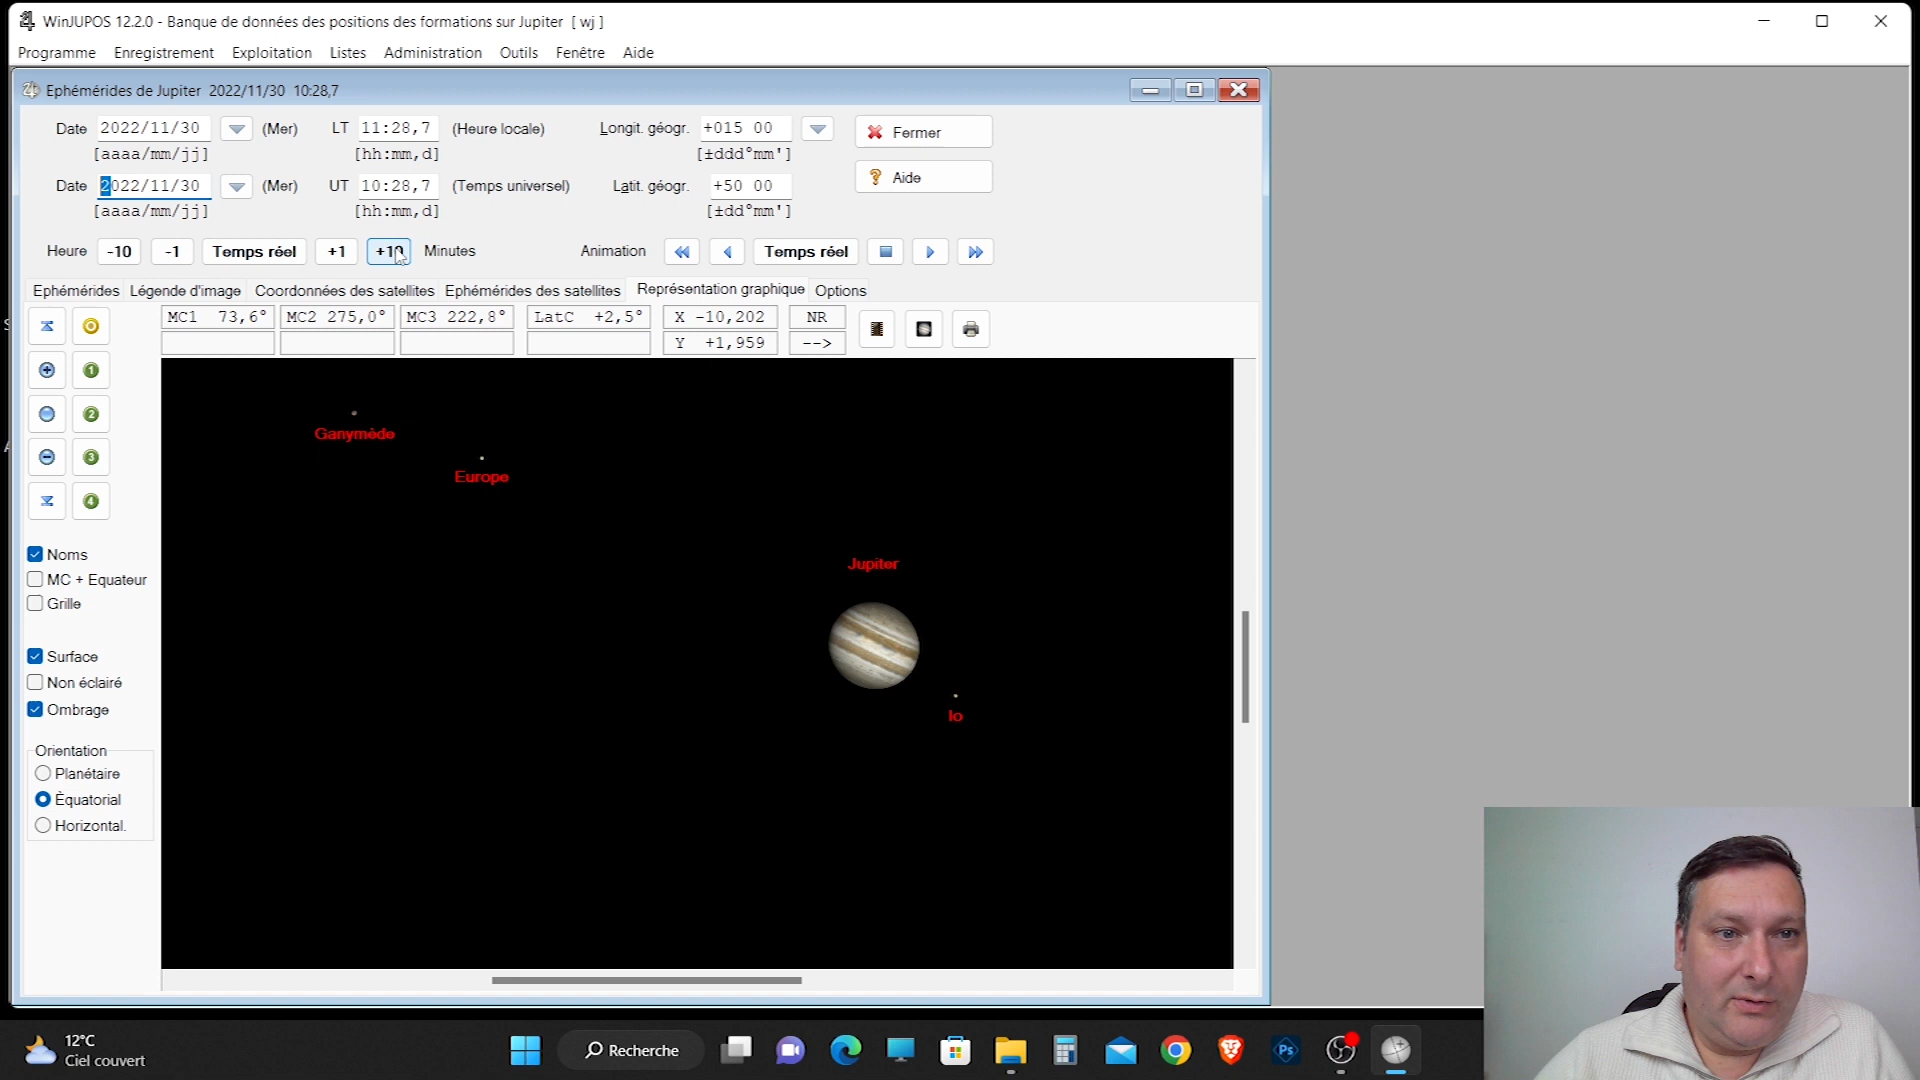 WinJUPOS 12.2.0 - Banque de données des positions des formations sur Jupiter [ wj ]
Programme Enregistrement Exploitation Listes Administration Outils Fenêtre Aide
Ephémérides de Jupiter 2022/11/30 10:28,7
Date 2022/11/30 (Mer) LT 11:28,7 (Heure locale) Longit. géogr. +015 00 Fermer
[aaaa/mm/jj] [hh:mm,d] [±ddd°mm']
Date 2022/11/30 (Mer) UT 10:28,7 (Temps universel) Latit. géogr. +50 00 Aide
[aaaa/mm/jj] [hh:mm,d] [±dd°mm']
Heure -10 -1 Temps réel +1 +10 Minutes Animation Temps réel
Ephémérides Légende d'image Coordonnées des satellites Ephémérides des satellites Représentation graphique Options
MC1 73,6° MC2 275,0° MC3 222,8° LatC +2,5° X -10,202 NR
Y +1,959 -->
1
2
3
4
Noms
MC + Equateur
Grille
Surface
Non éclairé
Ombrage
Orientation
Planétaire
Èquatorial
Horizontal.
Ganymède
Europe
Jupiter
Io
12°C
Ciel couvert
Recherche
Ps